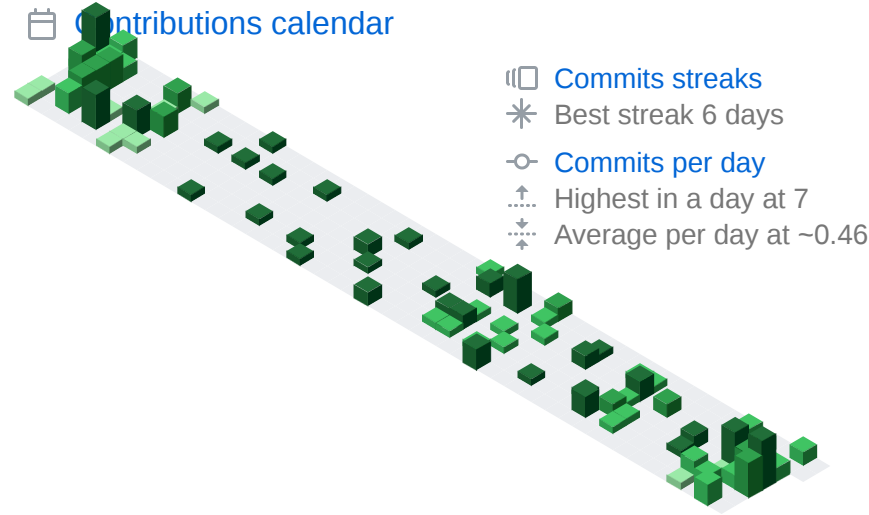 Contributions calendar
Commits streaks
Best streak 6 days
Commits per day
Highest in a day at 7
Average per day at ~0.46